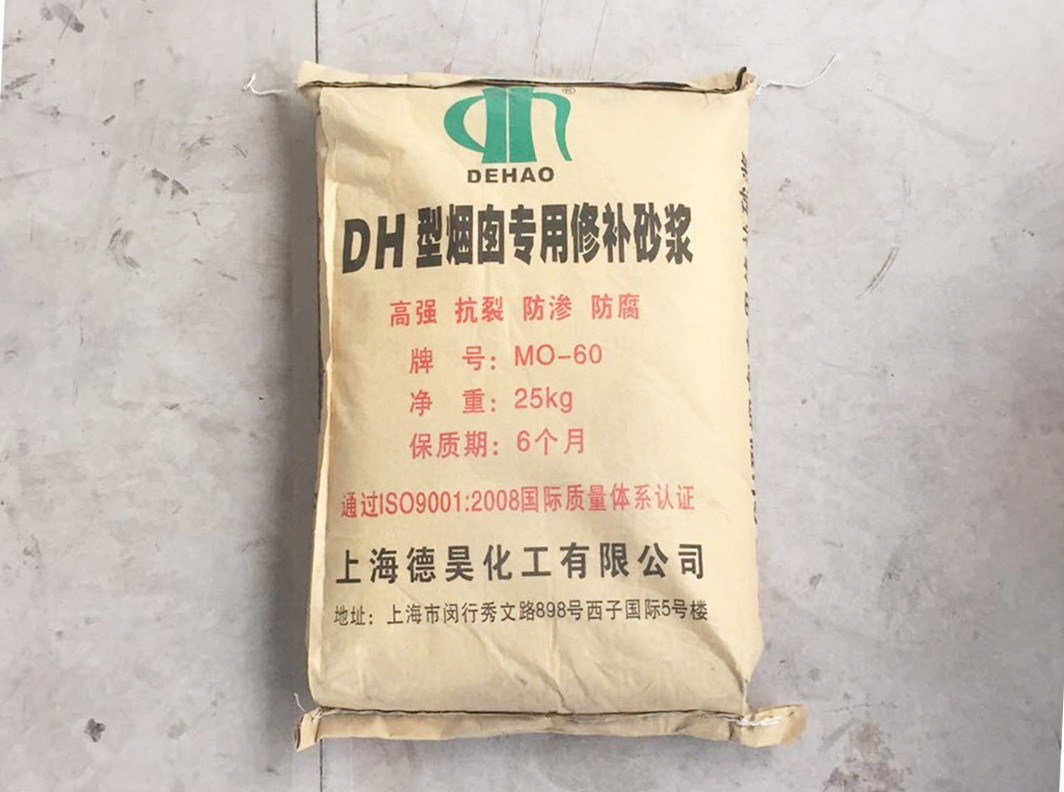 ®
DEHAO
DH型烟囱专用修补砂浆
高强 抗裂 防渗 防腐
牌 号：MO-60
净 重：25kg
保质期：6个月
通过ISO9001:2008国际质量体系认证
上海德昊化工有限公司
地址：上海市闵行秀文路898号西子国际5号楼